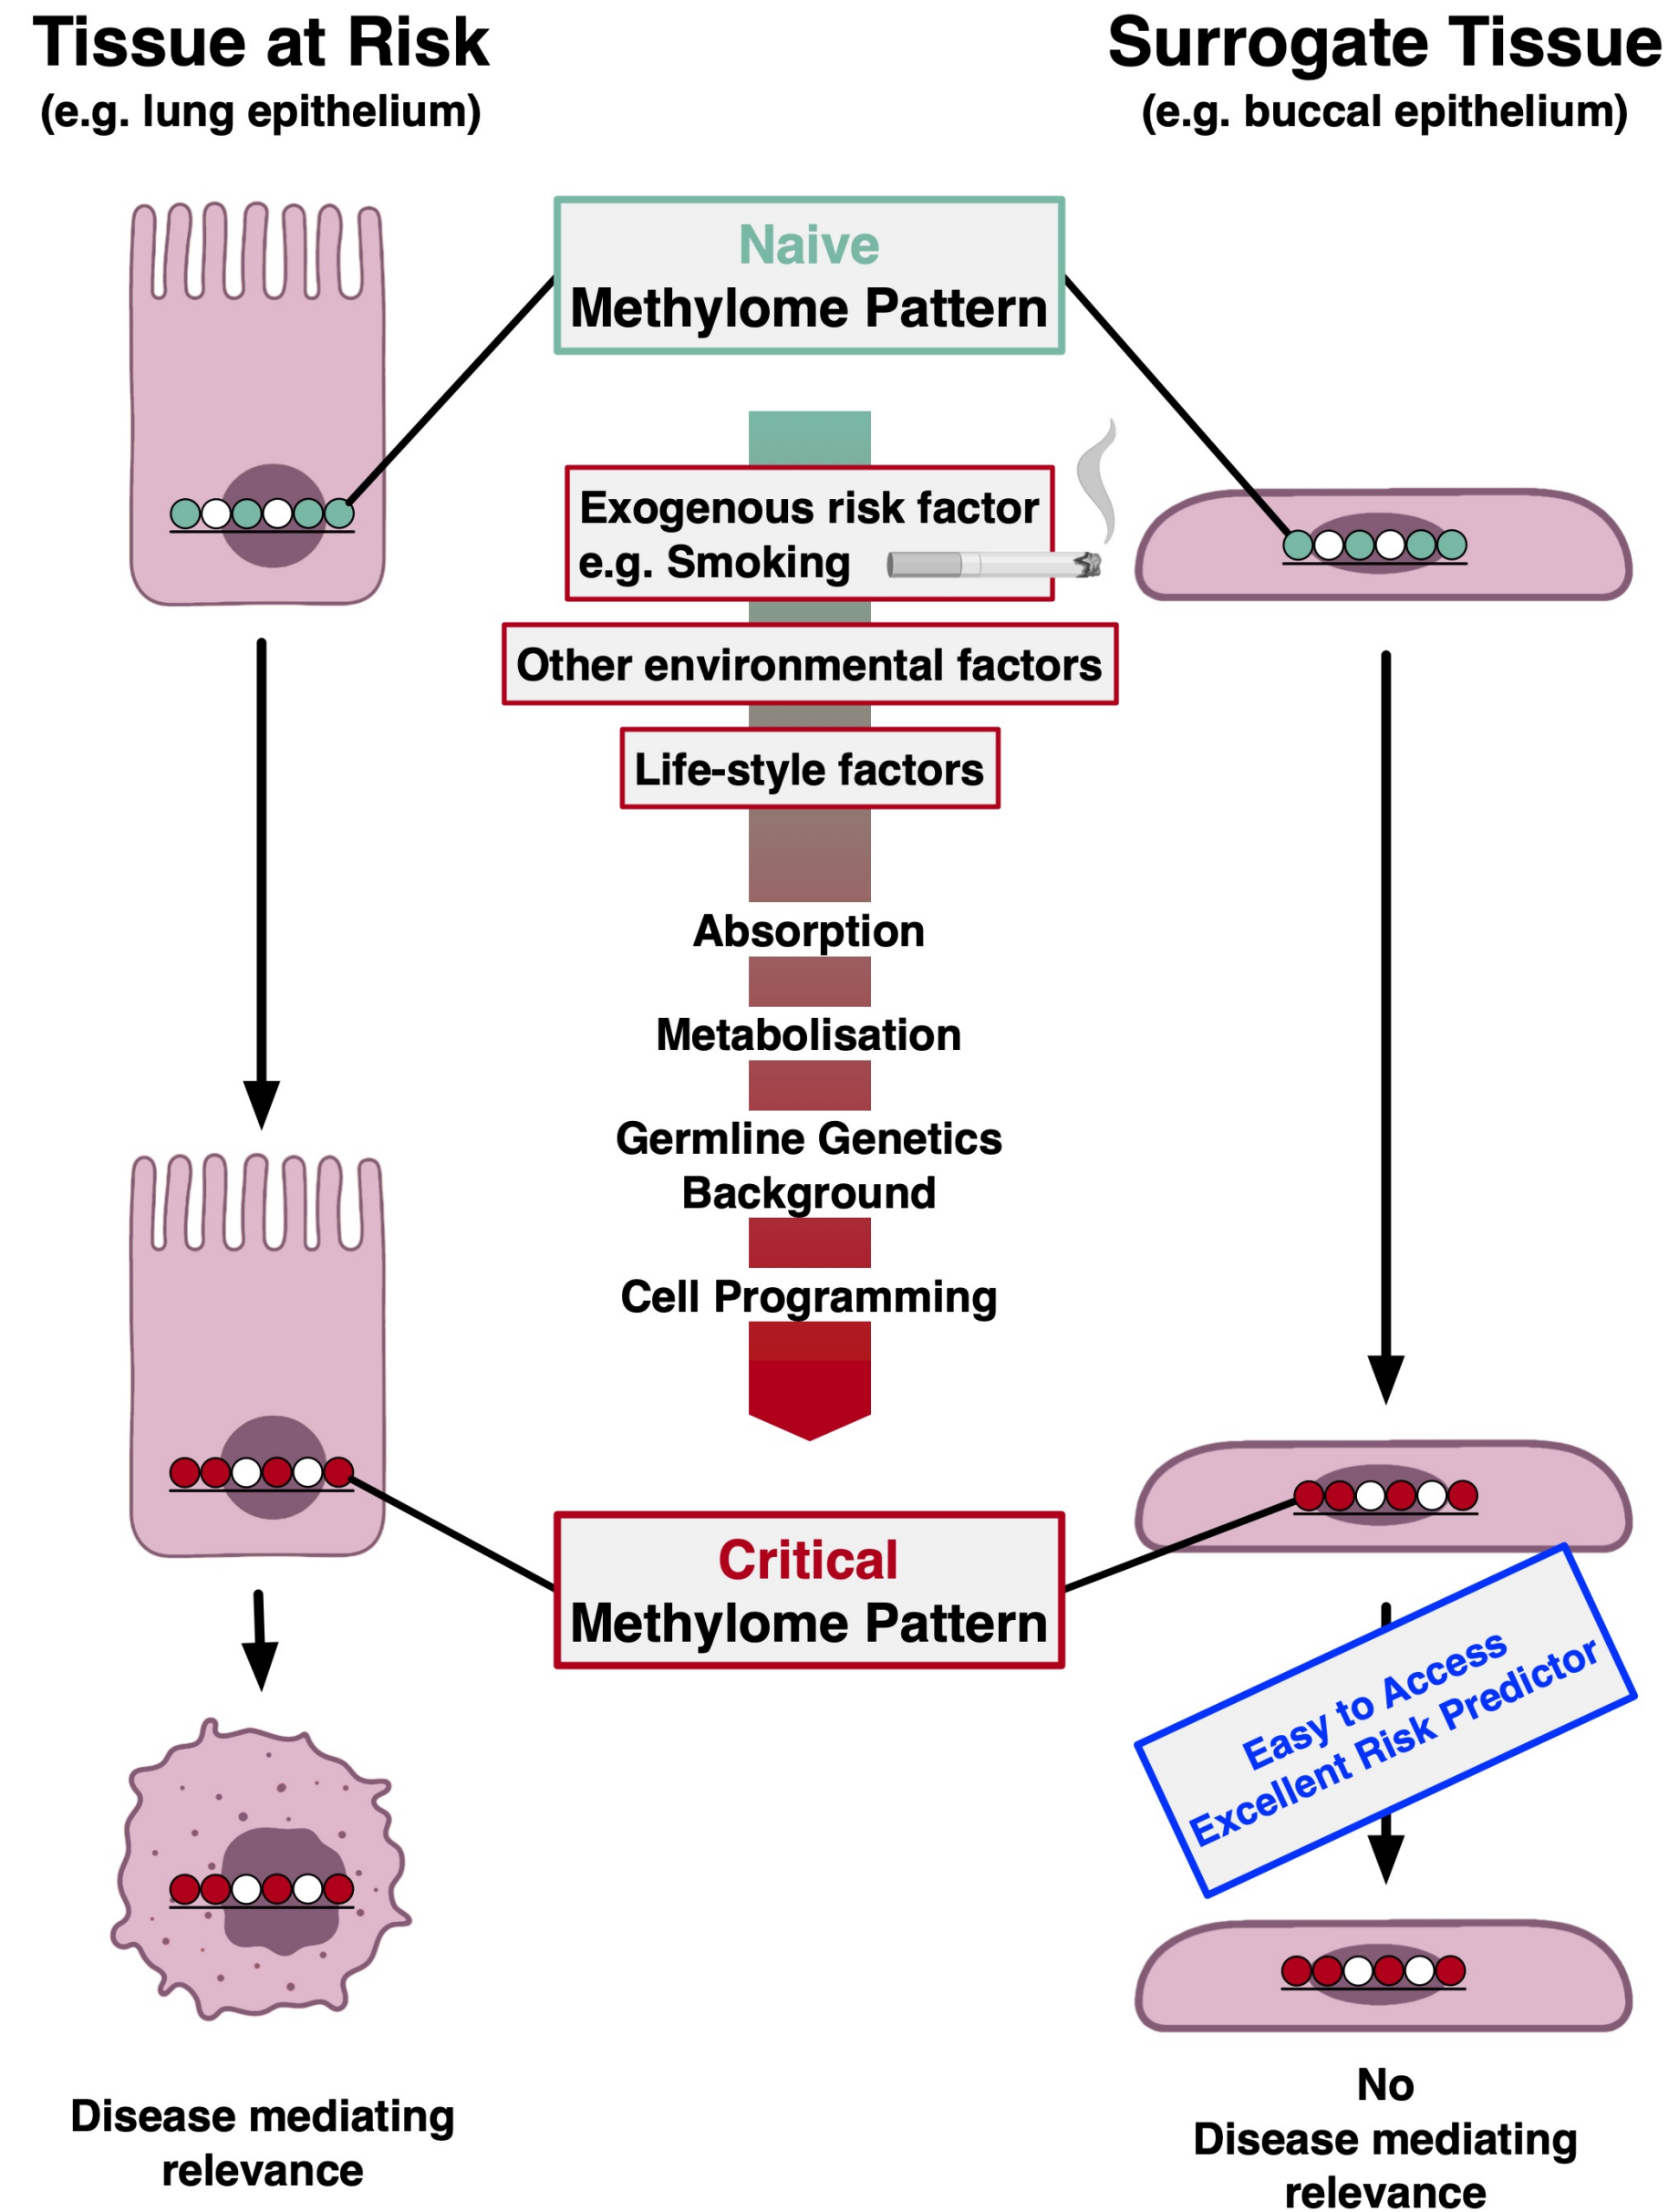 Tissue at Risk
(e.g. lung epithelium)
Surrogate Tissue
(e.g. buccal epithelium)
Naive
Methylome Pattern
Exogenous risk factor
e.g. Smoking
Other environmental factors
Life-style factors
Absorption
Metabolisation
Germline Genetics
Background
Cell Programming
Critical
Methylome Pattern
Easy to Access
Excellent Risk Predictor
Disease mediating
relevance
No
Disease mediating
relevance